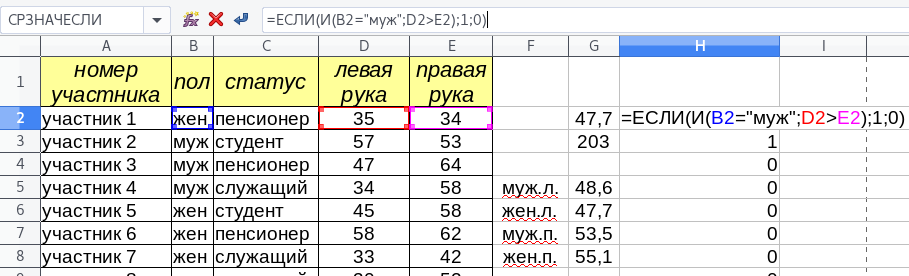 СРЗНАЧЕСЛИ =ЕСЛИ(И(B2="муж";D2>E2);1;0)
A B C D E F G H I
1 номер участника пол статус левая рука правая рука
2 участник 1 жен пенсионер 35 34 47,7 =ЕСЛИ(И(B2="муж";D2>E2);1;0)
3 участник 2 муж студент 57 53 203 1
4 участник 3 муж пенсионер 47 64 0
5 участник 4 муж служащий 34 58 муж.л. 48,6 0
6 участник 5 жен студент 45 58 жен.л. 47,7 0
7 участник 6 жен пенсионер 58 62 муж.п. 53,5 0
8 участник 7 жен служащий 33 42 жен.п. 55,1 0